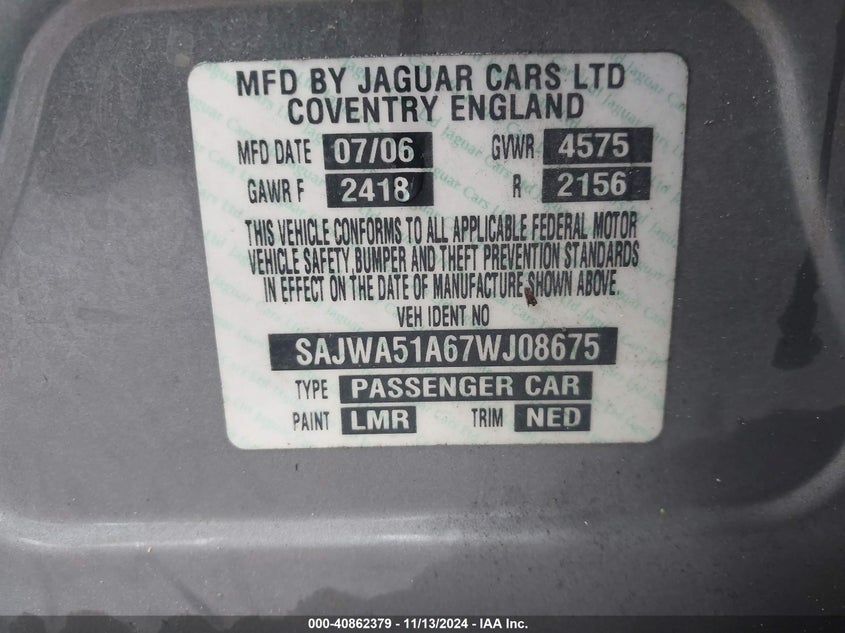 MFD BY JAGUAR CARS LTD
COVENTRY ENGLAND
MFD DATE 07/06 GVWR 4575
GAWR F 2418 R 2156
THIS VEHICLE CONFORMS TO ALL APPLICABLE FEDERAL MOTOR
VEHICLE SAFETY,BUMPER AND THEFT PREVENTION STANDARDS
IN EFFECT ON THE DATE OF MANUFACTURE SHOWN ABOVE.
VEH IDENT NO
SAJWA51A67WJ08675
TYPE PASSENGER CAR
PAINT LMR TRIM NED
000-40862379 - 11/13/2024 - IAA Inc.